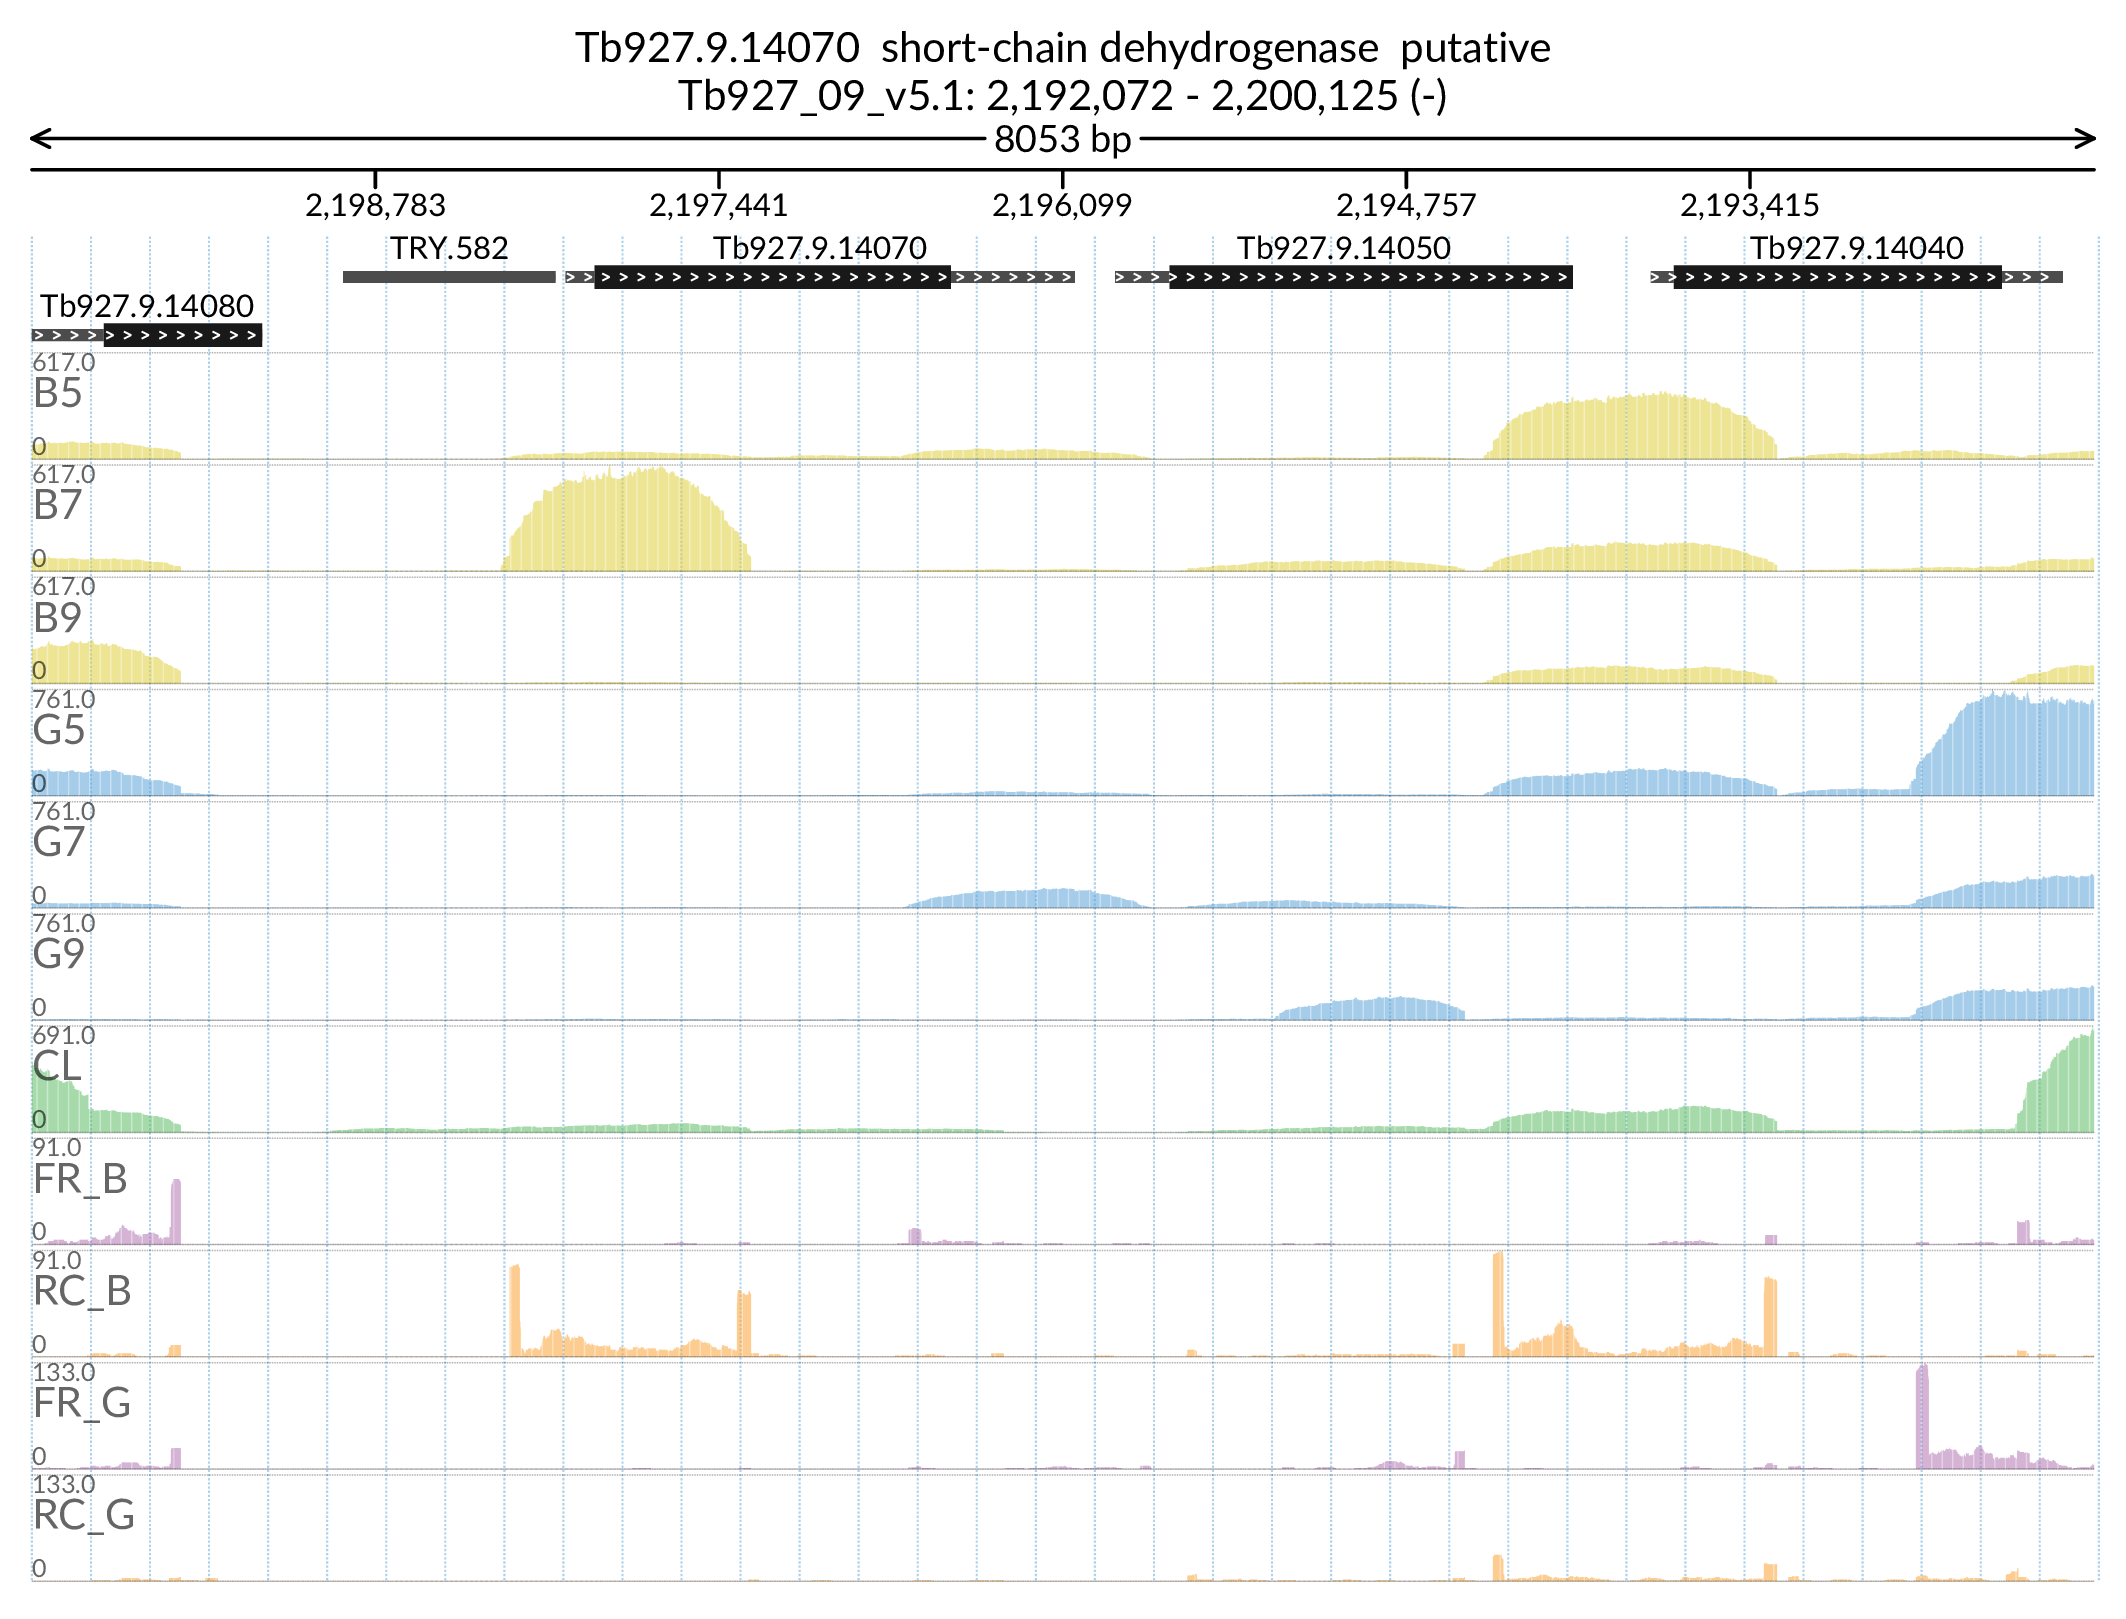 Tb927.9.14070  short-chain dehydrogenase  putative
Tb927_09_v5.1: 2,192,072 - 2,200,125 (-)
8053 bp
2,198,783 2,197,441 2,196,099 2,194,757 2,193,415
TRY.582 Tb927.9.14070 Tb927.9.14050 Tb927.9.14040
Tb927.9.14080
617.0
B5
0
617.0
B7
0
617.0
B9
0
761.0
G5
0
761.0
G7
0
761.0
G9
0
691.0
CL
0
91.0
FR_B
0
91.0
RC_B
0
133.0
FR_G
0
133.0
RC_G
0